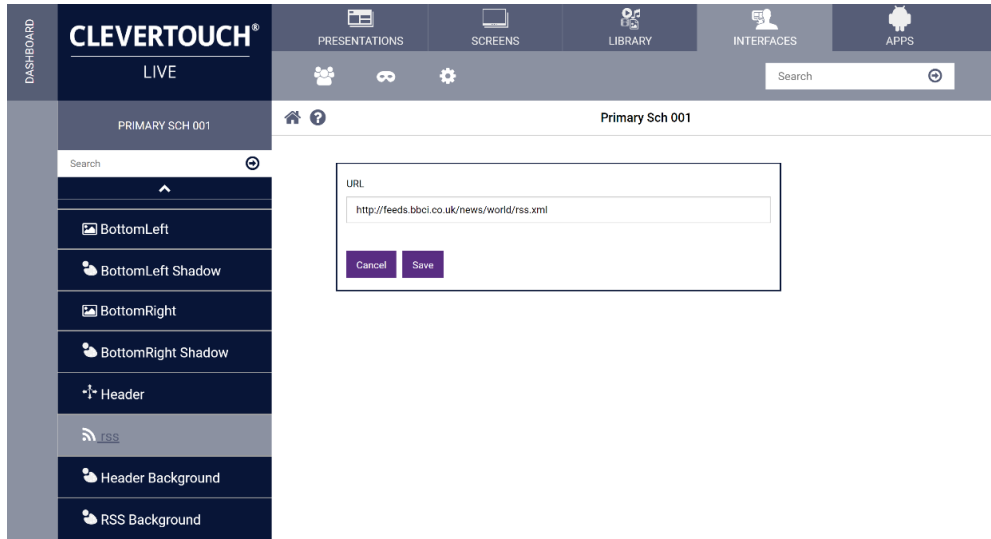 DASHBOARD
CLEVERTOUCH®
LIVE
PRESENTATIONS
SCREENS
LIBRARY
INTERFACES
APPS
Search
PRIMARY SCH 001
Primary Sch 001
Search
URL
http://feeds.bbci.co.uk/news/world/rss.xml
Cancel
Save
BottomLeft
BottomLeft Shadow
BottomRight
BottomRight Shadow
Header
rss
Header Background
RSS Background